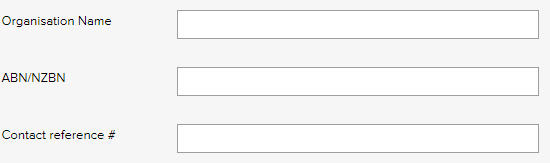 Organisation Name
ABN/NZBN
Contact reference #